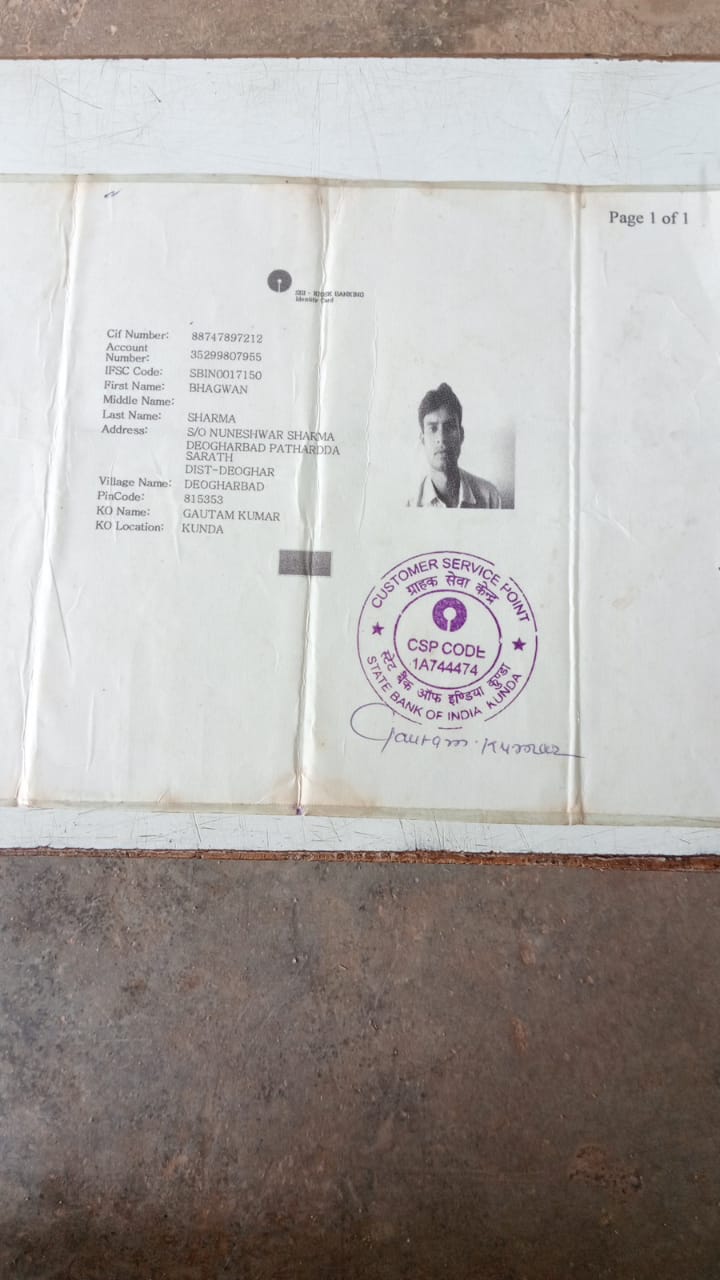 Page 1 of 1
SBI - KIOSK BANKING
Identity Card
Cif Number: 88747897212
Account
Number: 35299807955
IFSC Code: SBIN0017150
First Name: BHAGWAN
Middle Name:
Last Name: SHARMA
Address: S/O NUNESHWAR SHARMA
DEOGHARBAD PATHARDDA
SARATH
DIST-DEOGHAR
Village Name: DEOGHARBAD
PinCode: 815353
KO Name: GAUTAM KUMAR
KO Location: KUNDA
CUSTOMER SERVICE POINT
ग्राहक सेवा केन्द्र
CSP CODE
1A744474
स्टेट बैंक ऑफ इण्डिया कुण्डा
STATE BANK OF INDIA KUNDA
Gautam Kumar